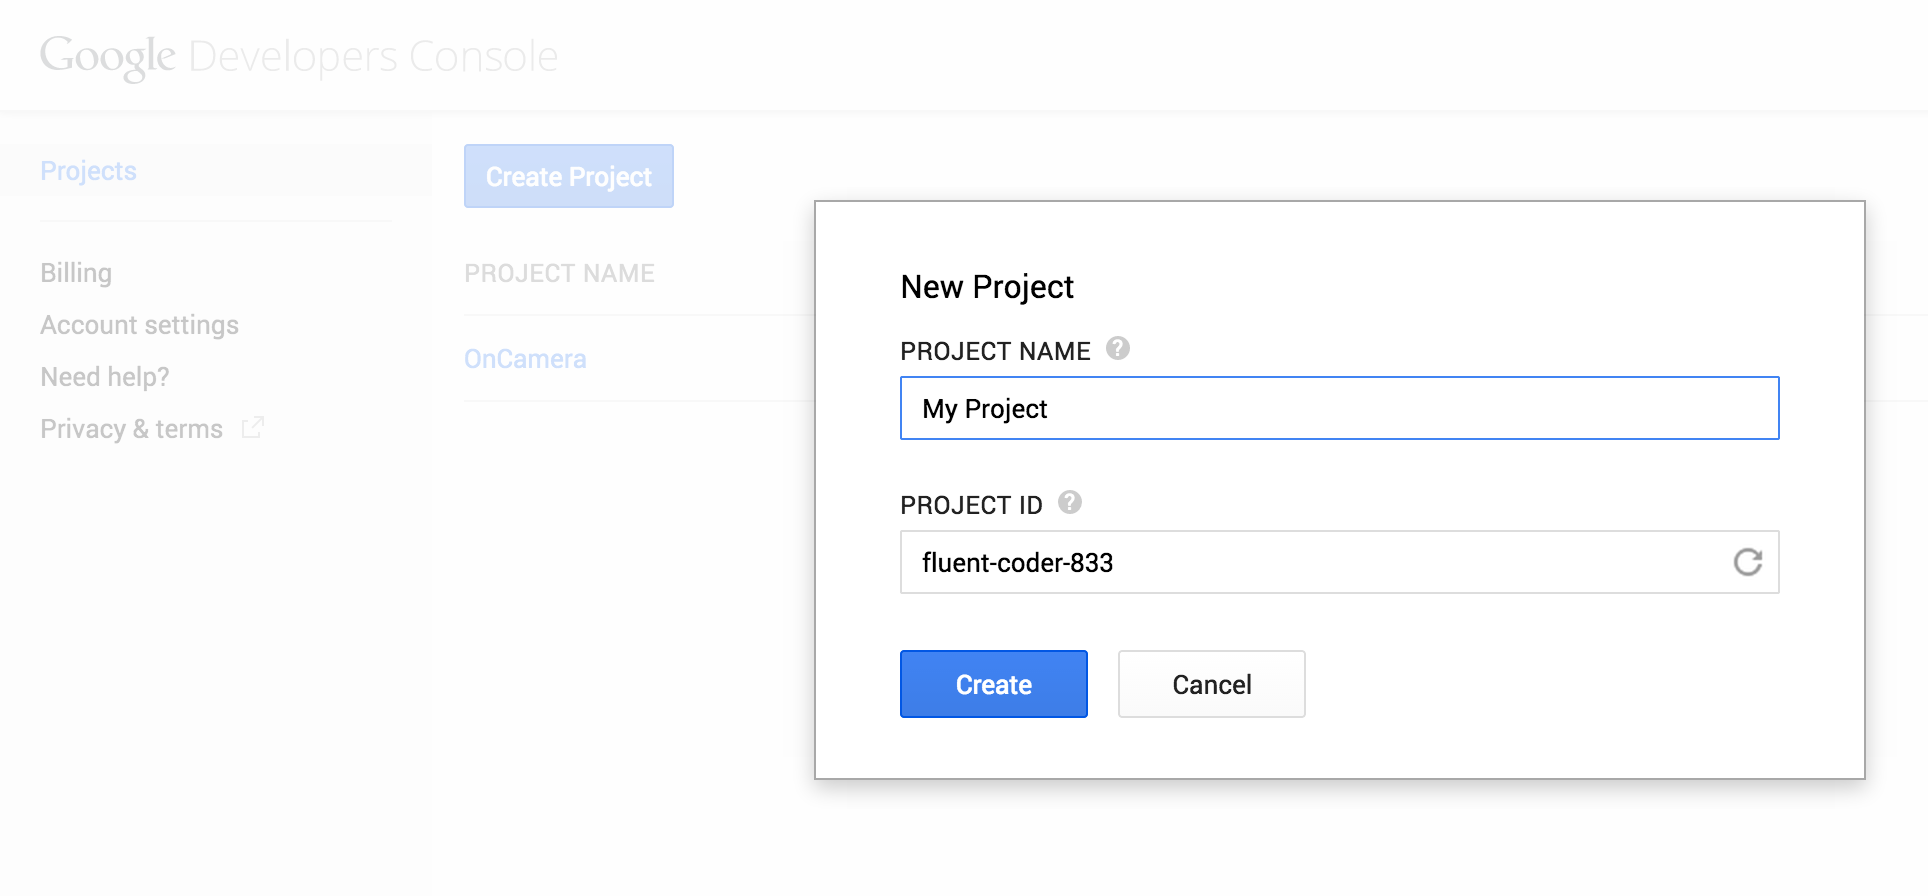 Google Developers Console
Projects
Create Project
Billing
Account settings
Need help?
Privacy & terms
PROJECT NAME
OnCamera
New Project
PROJECT NAME ?
My Project
PROJECT ID ?
fluent-coder-833
Create
Cancel